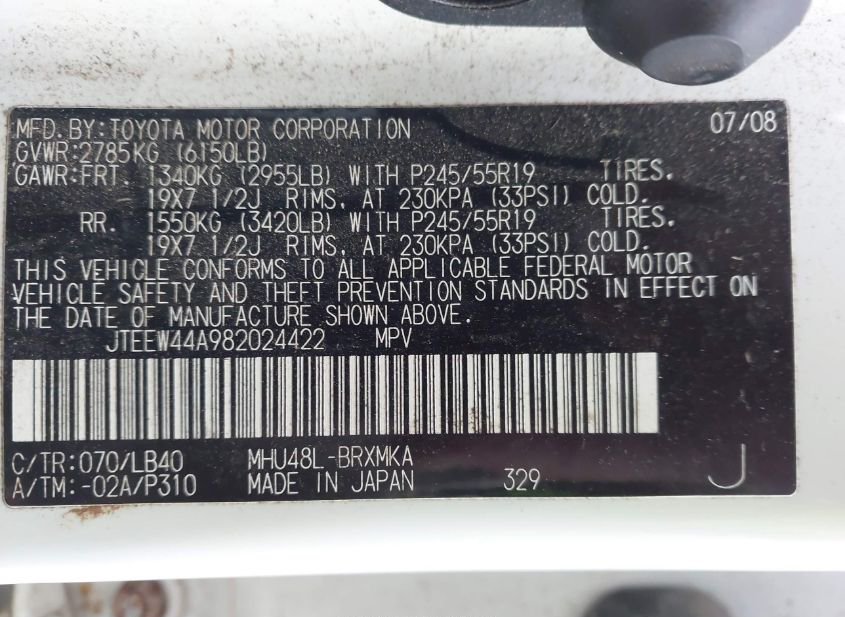 MFD.BY:TOYOTA MOTOR CORPORATION 07/08
GVWR:2785KG (6150LB)
GAWR:FRT. 1340KG (2955LB) WITH P245/55R19 TIRES.
19X7 1/2J RIMS, AT 230KPA (33PSI) COLD.
RR. 1550KG (3420LB) WITH P245/55R19 TIRES.
19X7 1/2J RIMS, AT 230KPA (33PSI) COLD.
THIS VEHICLE CONFORMS TO ALL APPLICABLE FEDERAL MOTOR
VEHICLE SAFETY AND THEFT PREVENTION STANDARDS IN EFFECT ON
THE DATE OF MANUFACTURE SHOWN ABOVE.
JTEEW44A982024422 MPV
C/TR:070/LB40 MHU48L-BRXMKA
A/TM:-02A/P310 MADE IN JAPAN 329 J